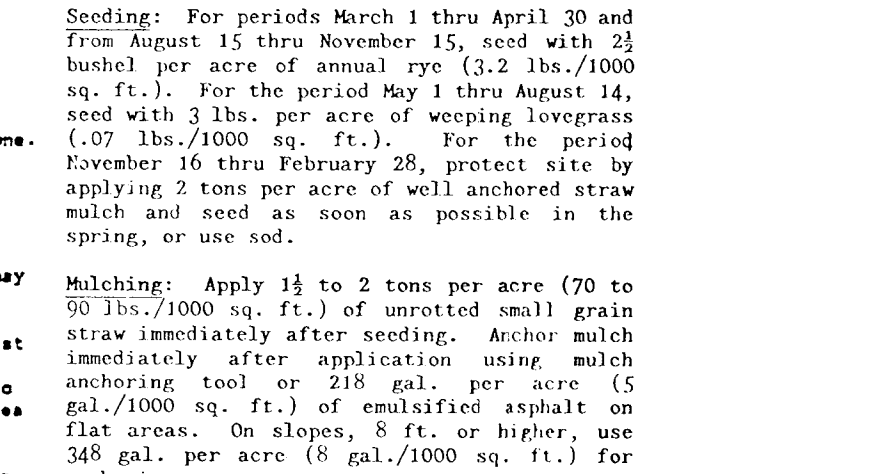 Seeding: For periods March 1 thru April 30 and
from August 15 thru November 15, seed with 2½
bushel per acre of annual rye (3.2 lbs./1000
sq. ft.). For the period May 1 thru August 14,
seed with 3 lbs. per acre of weeping lovegrass
(.07 lbs./1000 sq. ft.). For the period
November 16 thru February 28, protect site by
applying 2 tons per acre of well anchored straw
mulch and seed as soon as possible in the
spring, or use sod.
Mulching: Apply 1½ to 2 tons per acre (70 to
90 lbs./1000 sq. ft.) of unrotted small grain
straw immediately after seeding. Anchor mulch
immediately after application using mulch
anchoring tool or 218 gal. per acre (5
gal./1000 sq. ft.) of emulsified asphalt on
flat areas. On slopes, 8 ft. or higher, use
348 gal. per acre (8 gal./1000 sq. ft.) for